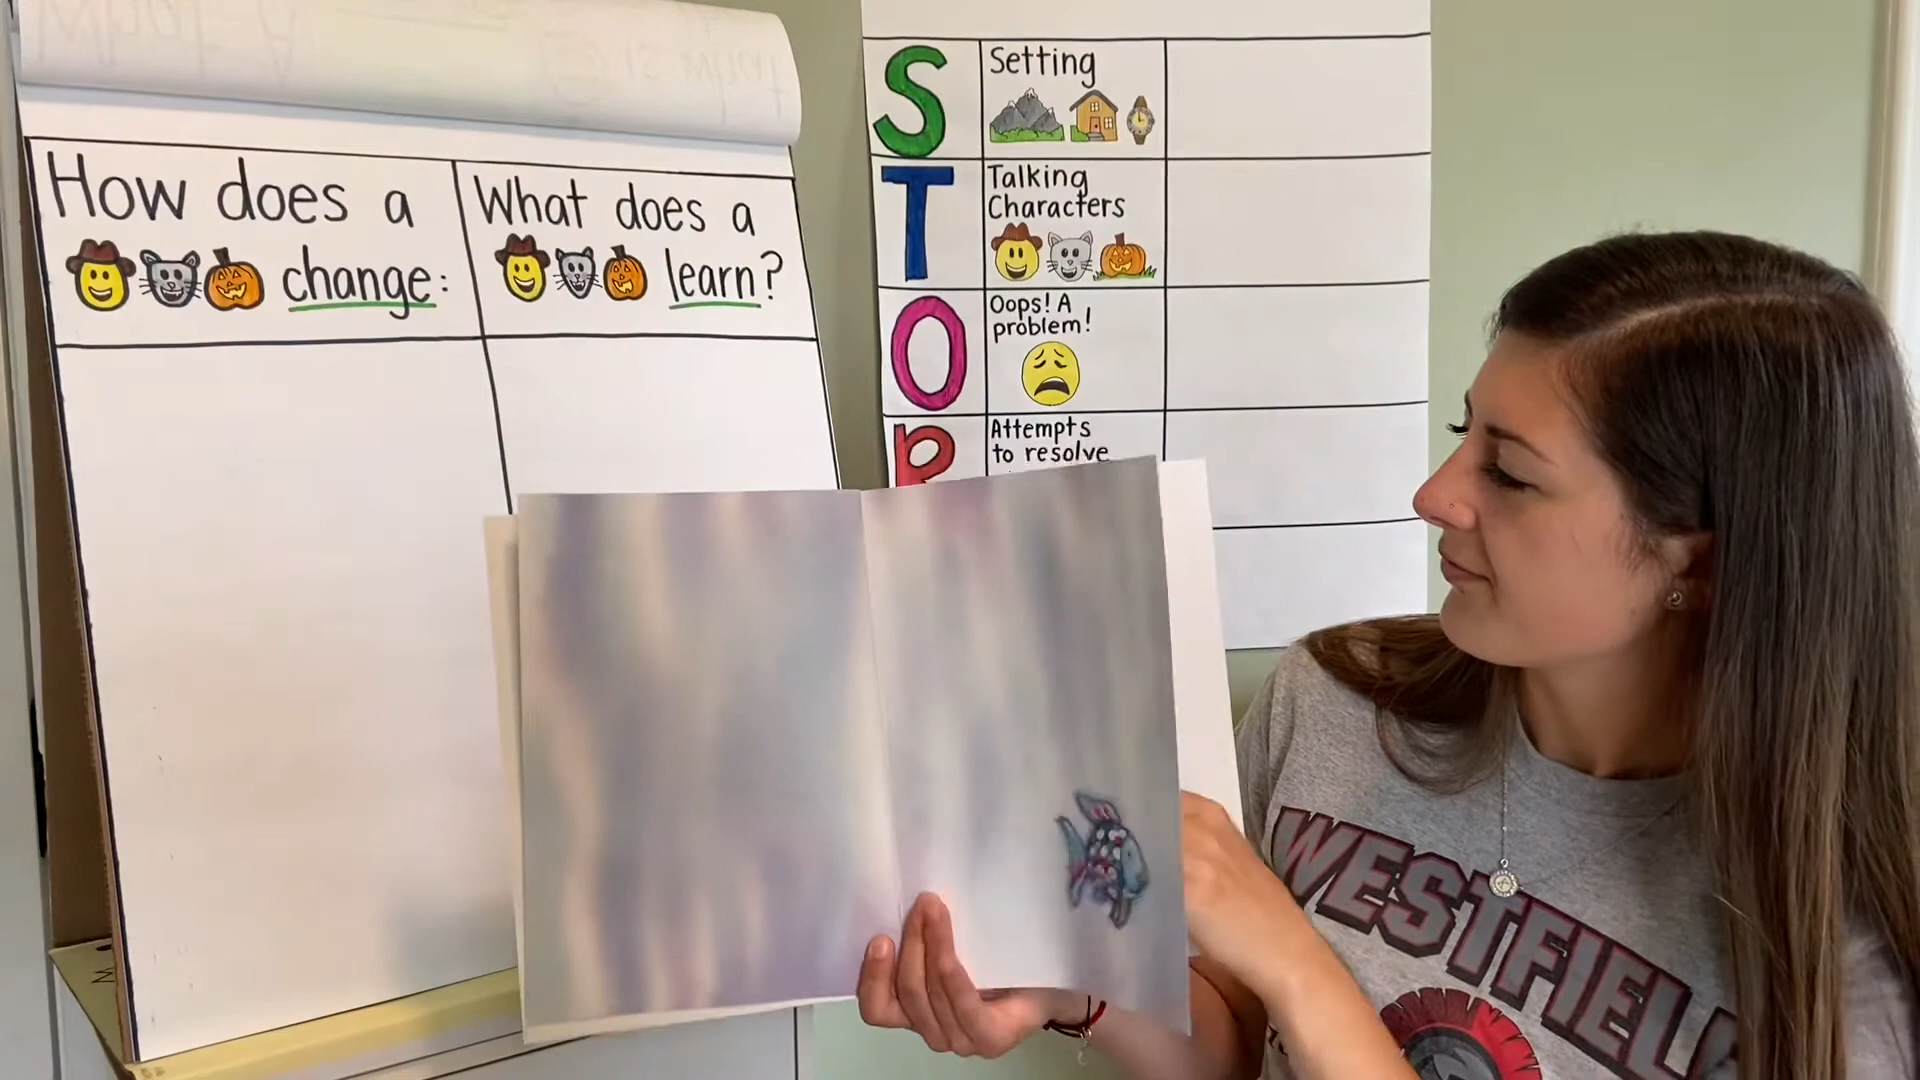 How does a
change:
What does a
learn?
S
Setting
T
Talking
Characters
O
Oops! A
problem!
R
Attempts
to resolve
WESTFIEL